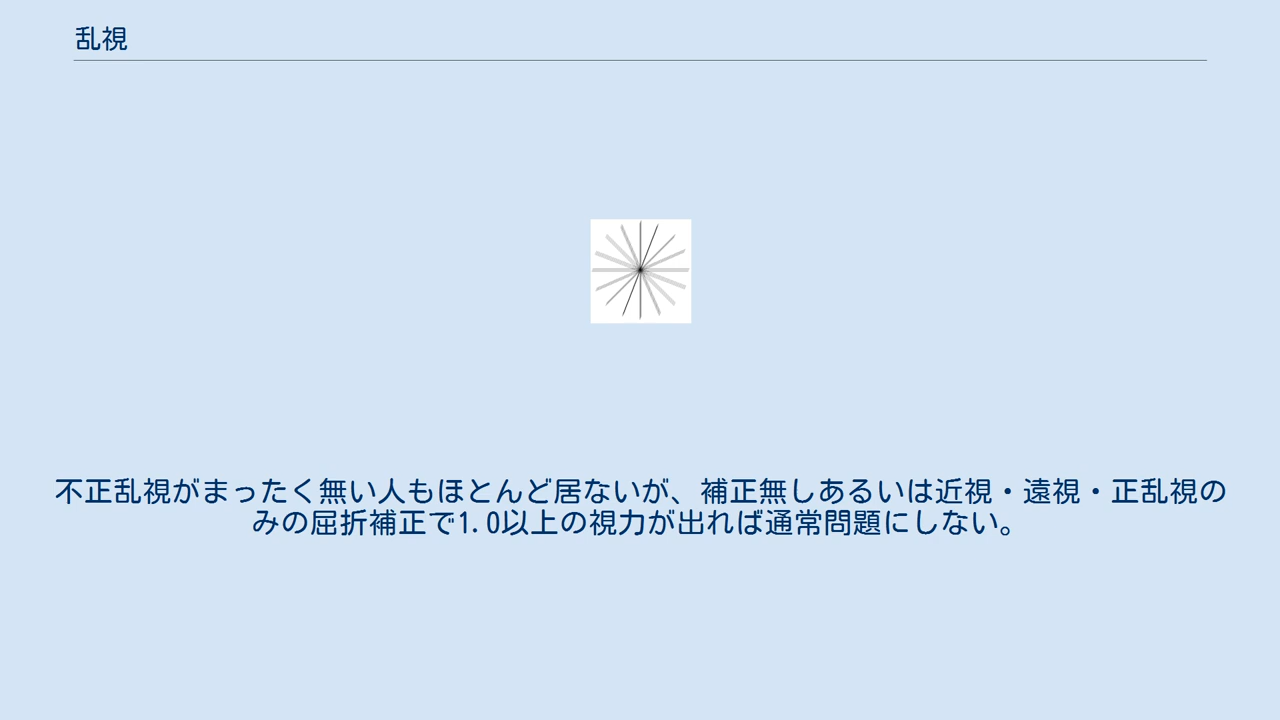 乱視
不正乱視がまったく無い人もほとんど居ないが、補正無しあるいは近視・遠視・正乱視の
みの屈折補正で1.0以上の視力が出れば通常問題にしない。